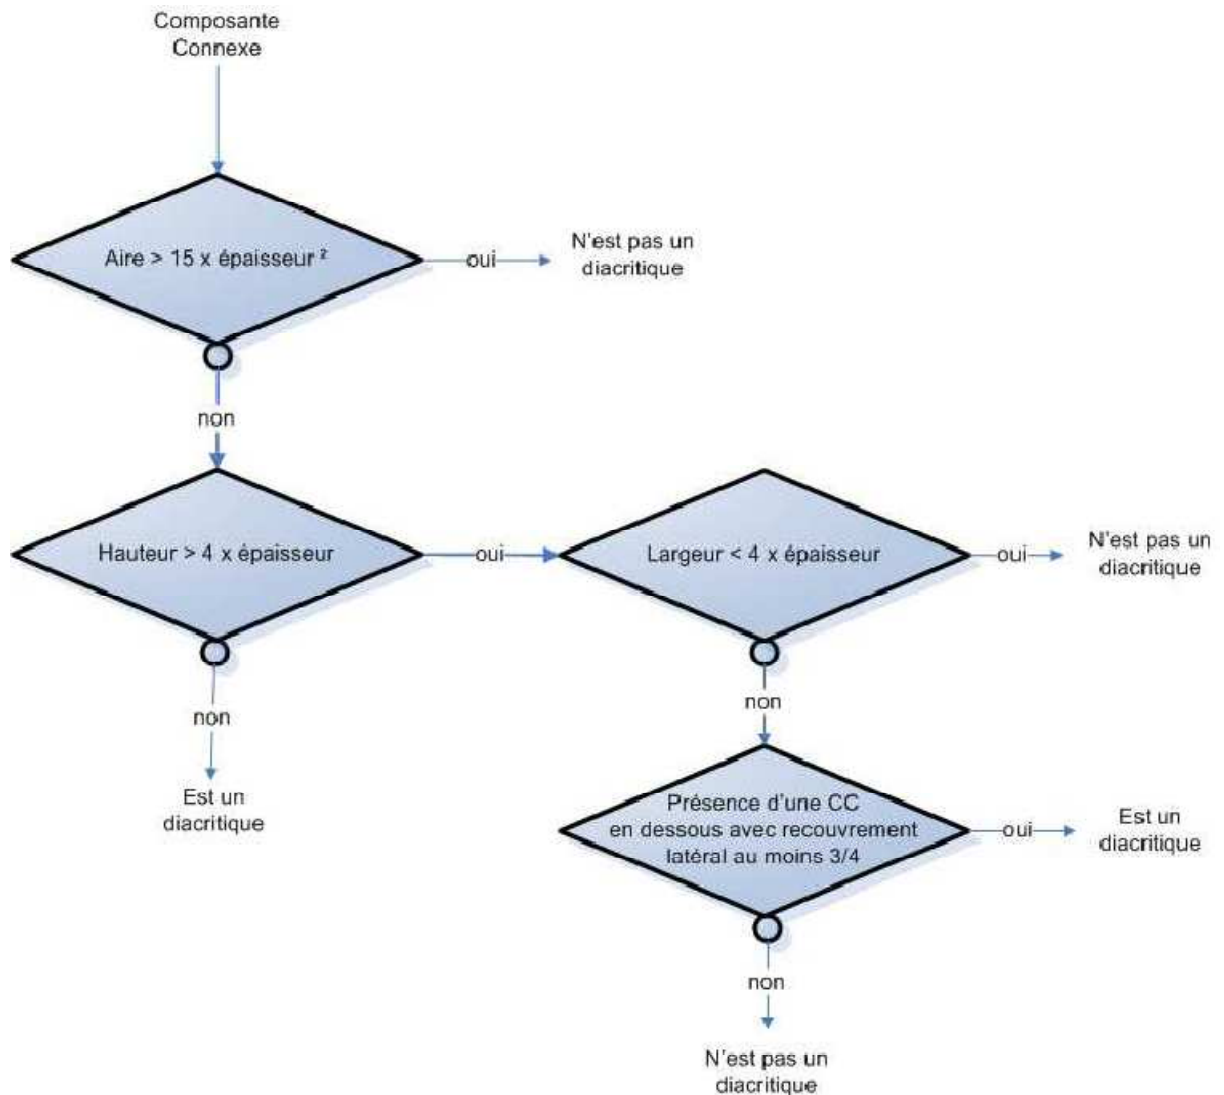 Composante
Connexe
Aire > 15 x épaisseur ²
oui
N'est pas un
diacritique
non
Hauteur > 4 x épaisseur
oui
Largeur < 4 x épaisseur
oui
N'est pas un
diacritique
non
Est un
diacritique
non
Présence d'une CC
en dessous avec recouvrement
latéral au moins 3/4
oui
Est un
diacritique
non
N'est pas un
diacritique